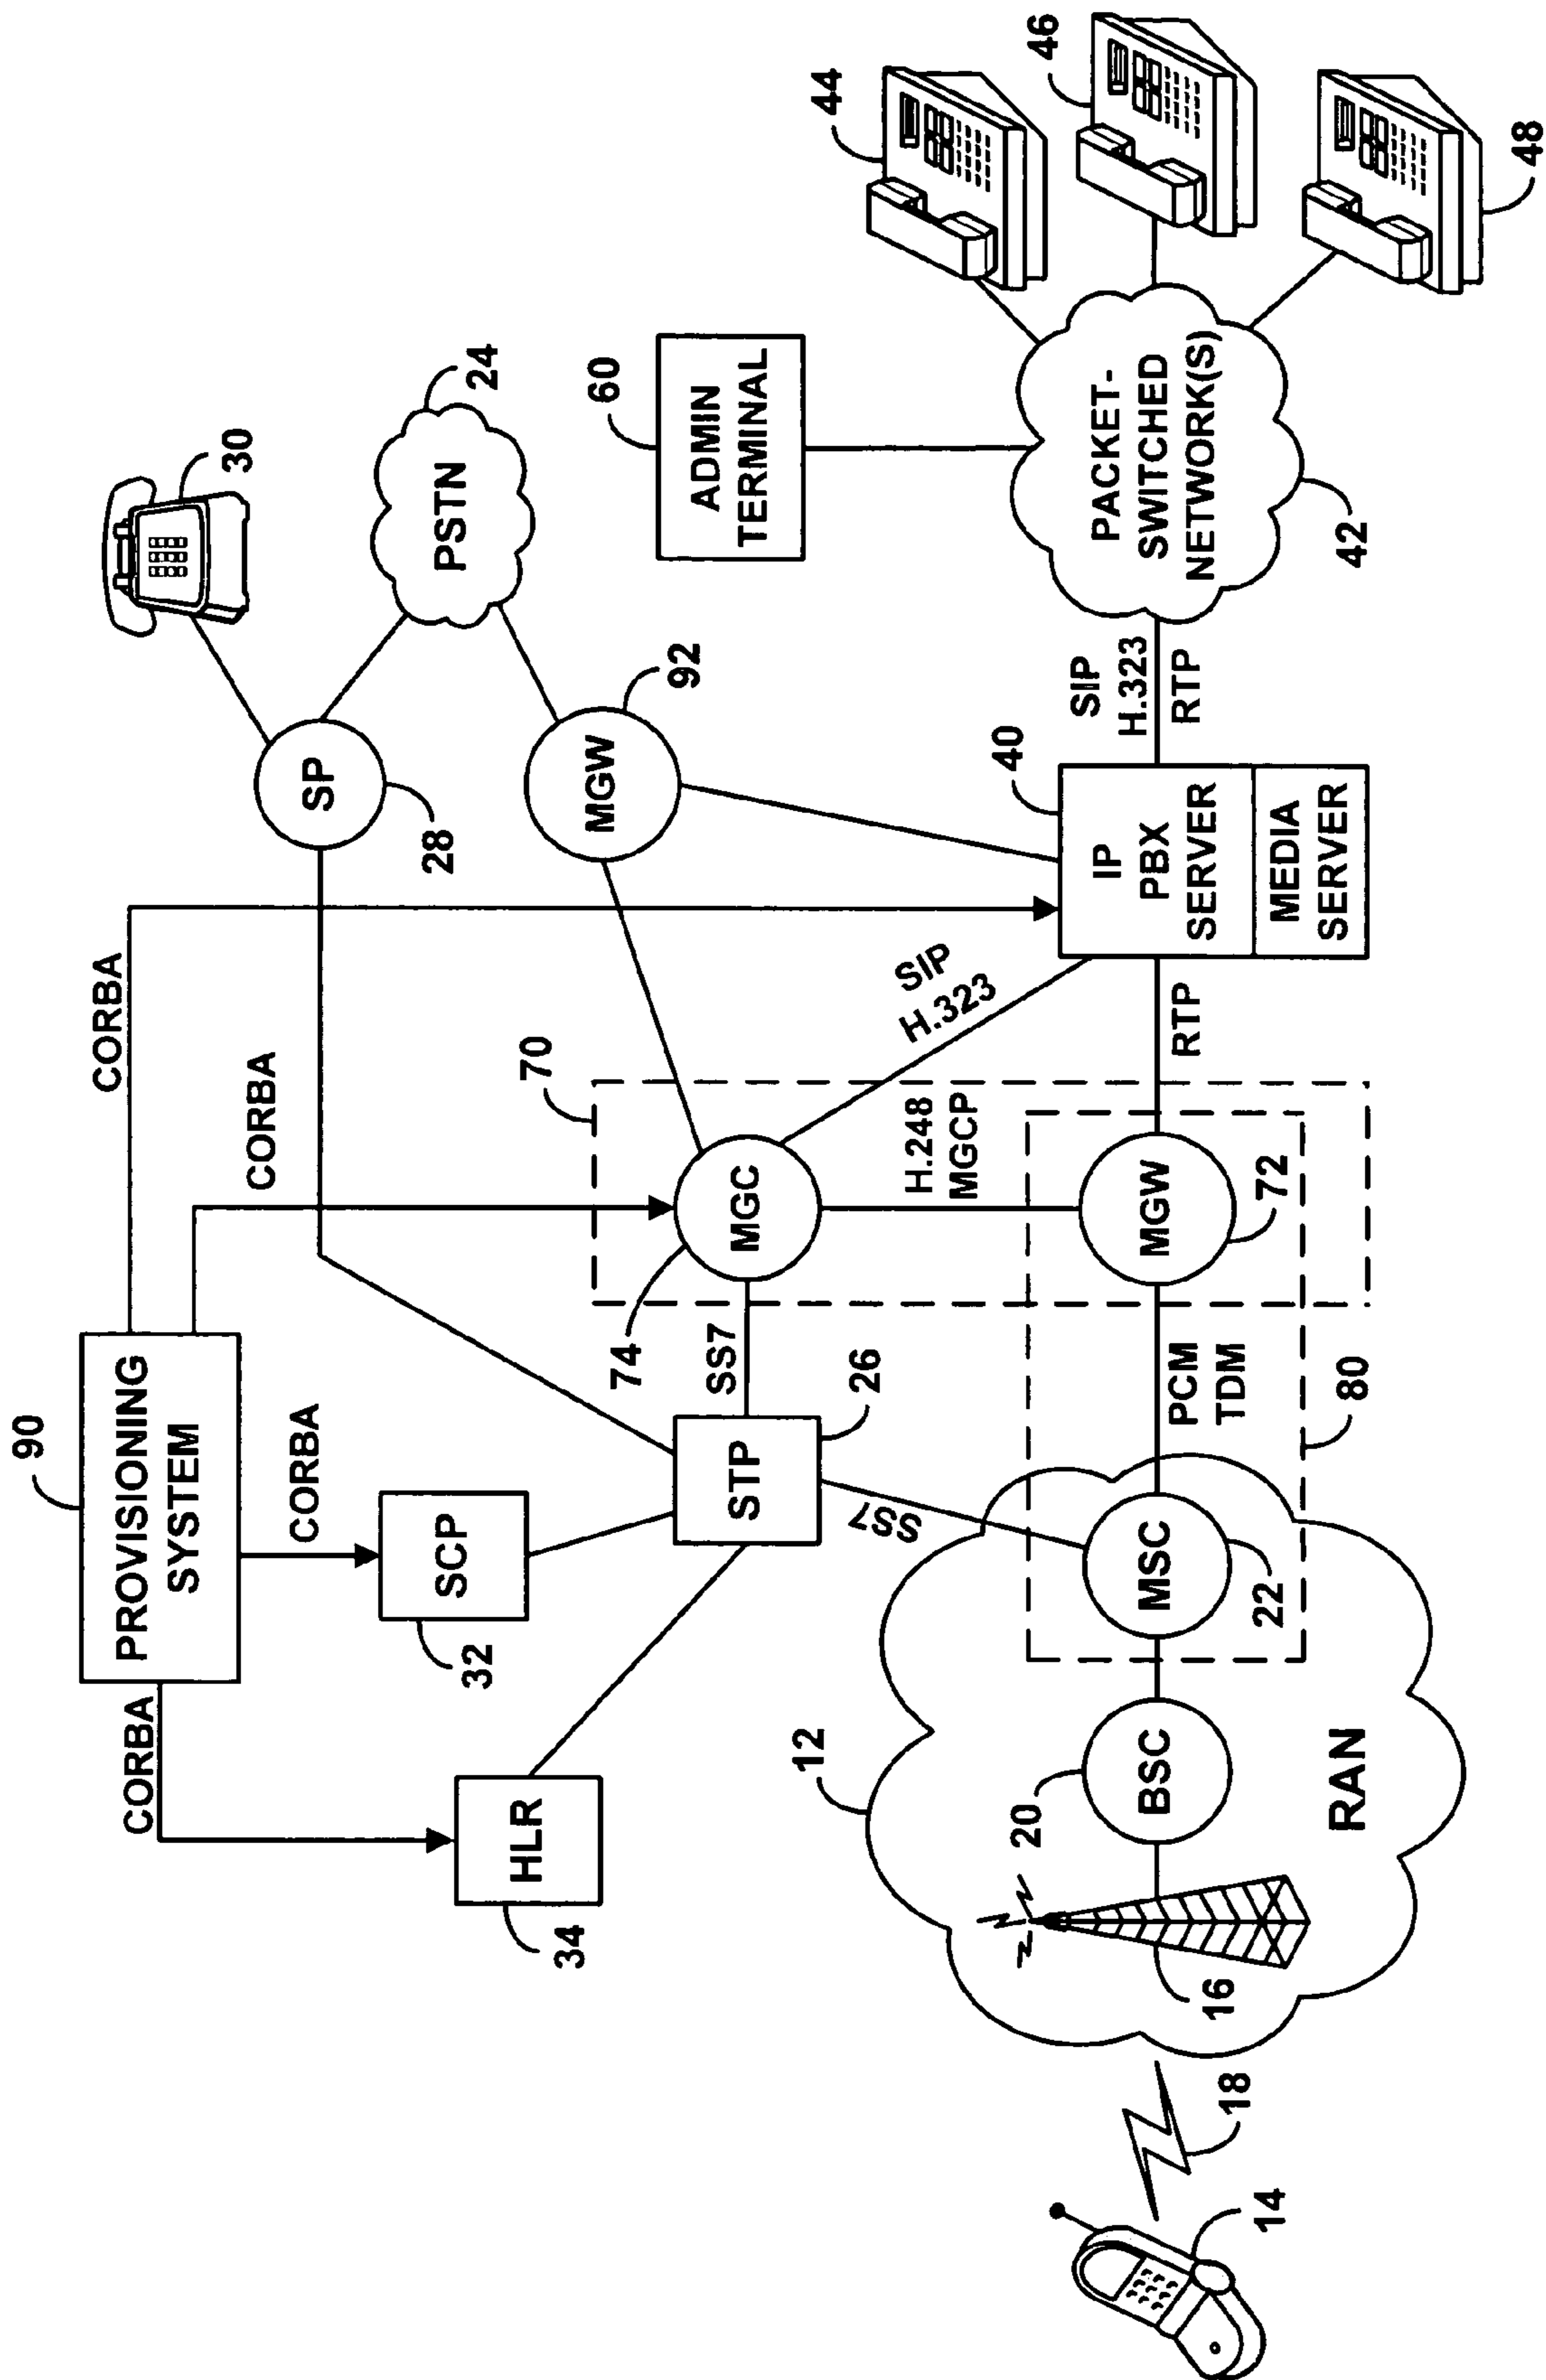 90
PROVISIONING
SYSTEM
CORBA
CORBA
CORBA
CORBA
30
SP
28
24
PSTN
SCP
32
HLR
34
STP
26
SS7
SS7
74
MGC
70
MGW
92
60
ADMIN
TERMINAL
H.248
MGCP
SIP
H.323
12
RAN
16
20
BSC
MSC
22
PCM
TDM
80
MGW
72
RTP
40
IP
PBX
SERVER
MEDIA
SERVER
SIP
H.323
RTP
PACKET-
SWITCHED
NETWORK(S)
42
44
46
48
14
18